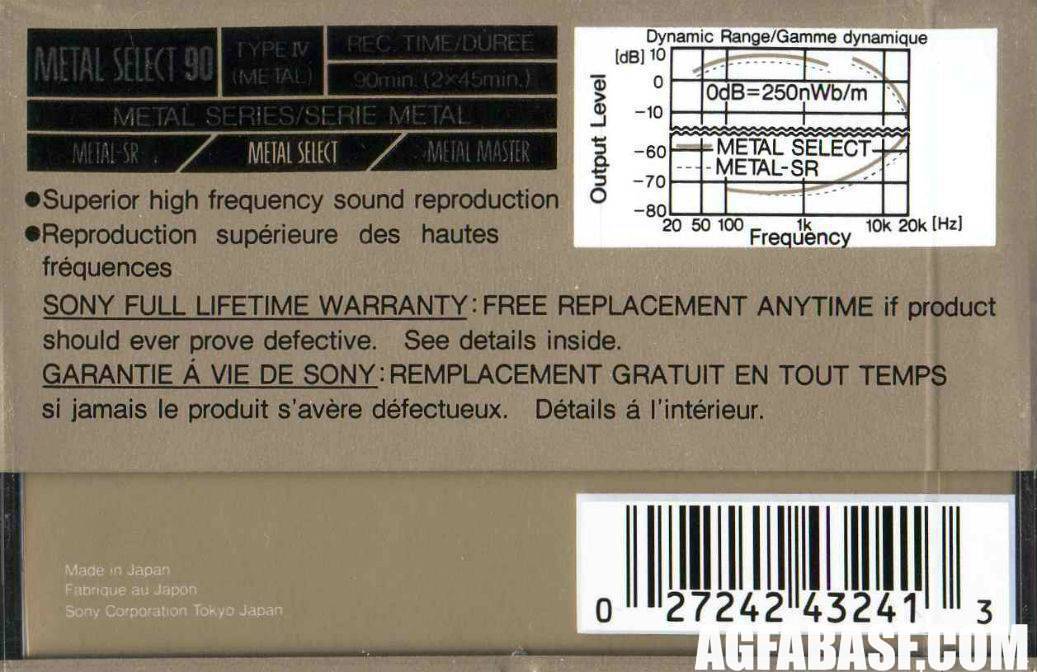 METAL SELECT 90
TYPE IV
(METAL)
REC. TIME/DURÉE
90min. (2×45min.)
METAL SERIES/SERIE METAL
METAL-SR
METAL SELECT
METAL MASTER
●Superior high frequency sound reproduction
●Reproduction supérieure des hautes
fréquences
Dynamic Range/Gamme dynamique
[dB] 10
0
-10
-60
-70
-80
Output Level
0dB=250nWb/m
METAL SELECT
METAL-SR
20 50 100 1k 10k 20k [Hz]
Frequency
SONY FULL LIFETIME WARRANTY: FREE REPLACEMENT ANYTIME if product
should ever prove defective. See details inside.
GARANTIE Á VIE DE SONY: REMPLACEMENT GRATUIT EN TOUT TEMPS
si jamais le produit s'avère défectueux. Détails á l'intérieur.
Made in Japan
Fabriqué au Japon
Sony Corporation Tokyo Japan
0 27242 43241 3
AGFABASF.COM